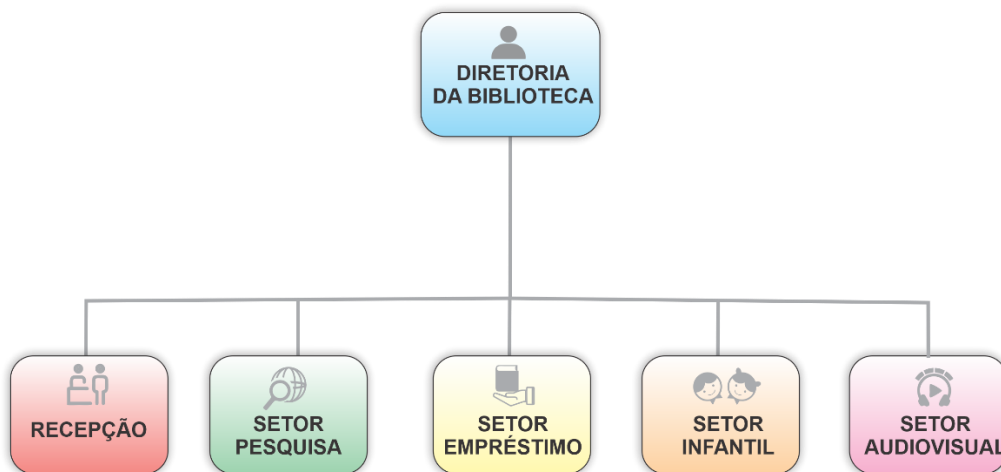 DIRETORIA
DA BIBLIOTECA
RECEPÇÃO
SETOR
PESQUISA
SETOR
EMPRÉSTIMO
SETOR
INFANTIL
SETOR
AUDIOVISUAL